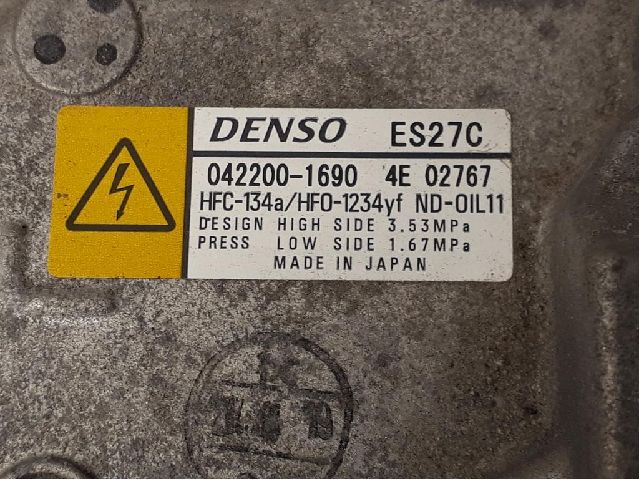 DENSO ES27C
042200-1690 4E 02767
HFC-134a/HFO-1234yf ND-OIL11
DESIGN HIGH SIDE 3.53MPa
PRESS LOW SIDE 1.67MPa
MADE IN JAPAN